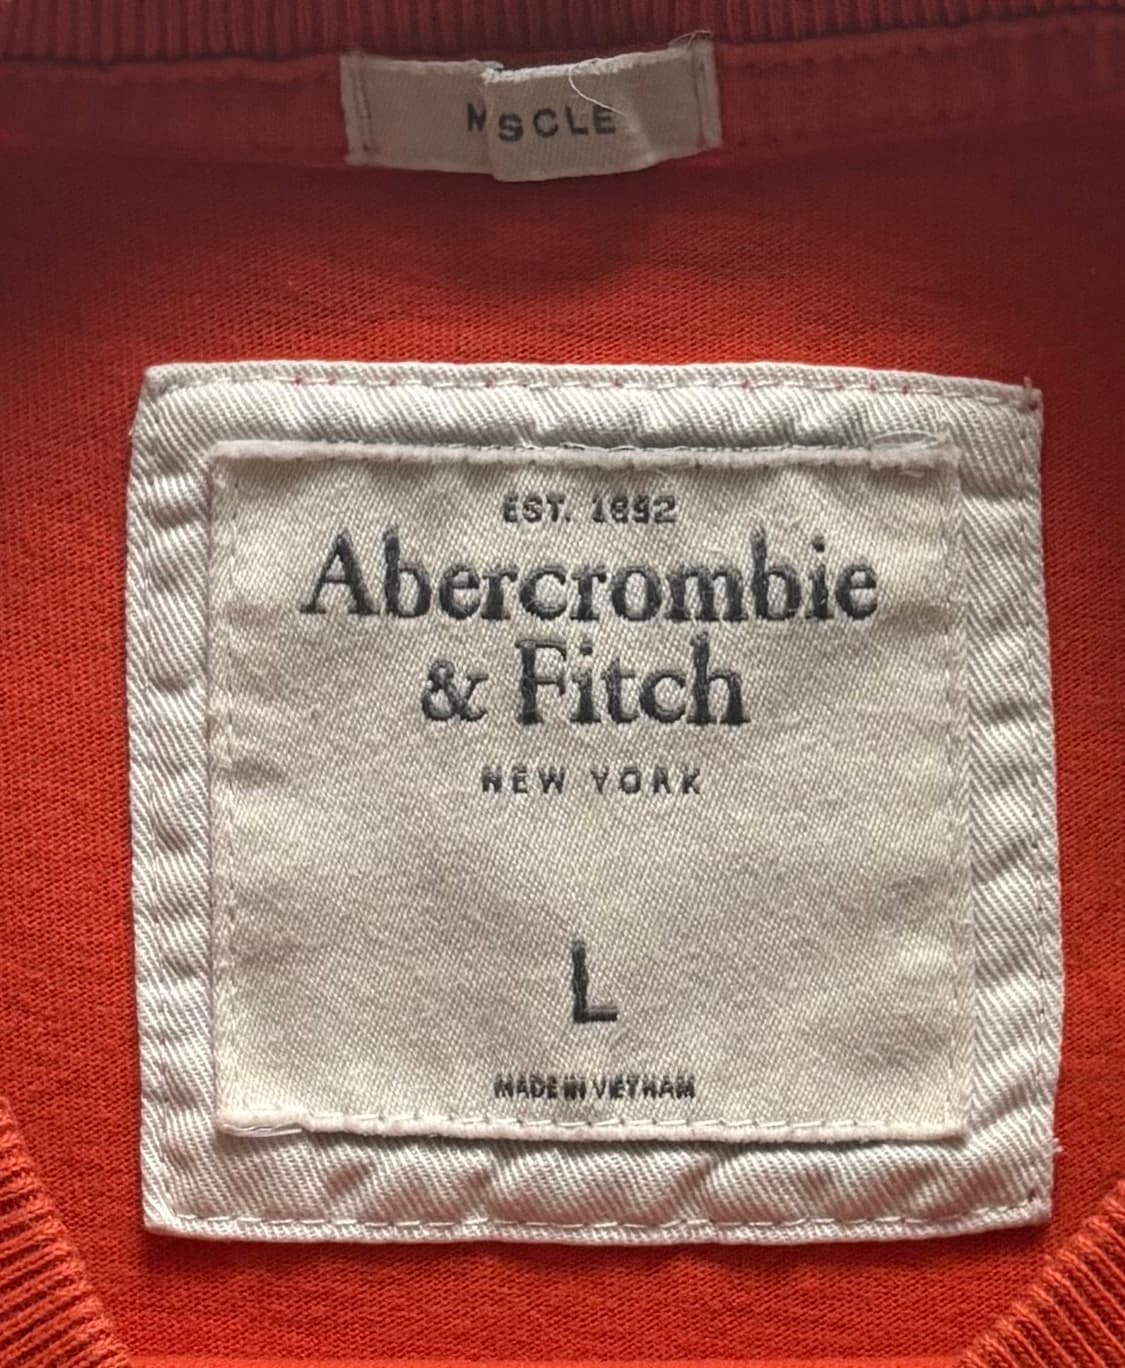 MSCLE
EST. 1892
Abercrombie
& Fitch
NEW YORK
L
MADE IN VIETNAM